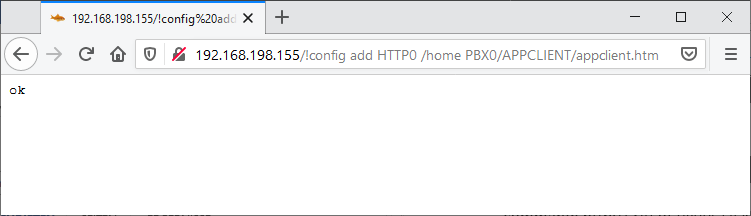 192.168.198.155/!config%20add
192.168.198.155/!config add HTTP0 /home PBX0/APPCLIENT/appclient.htm
ok